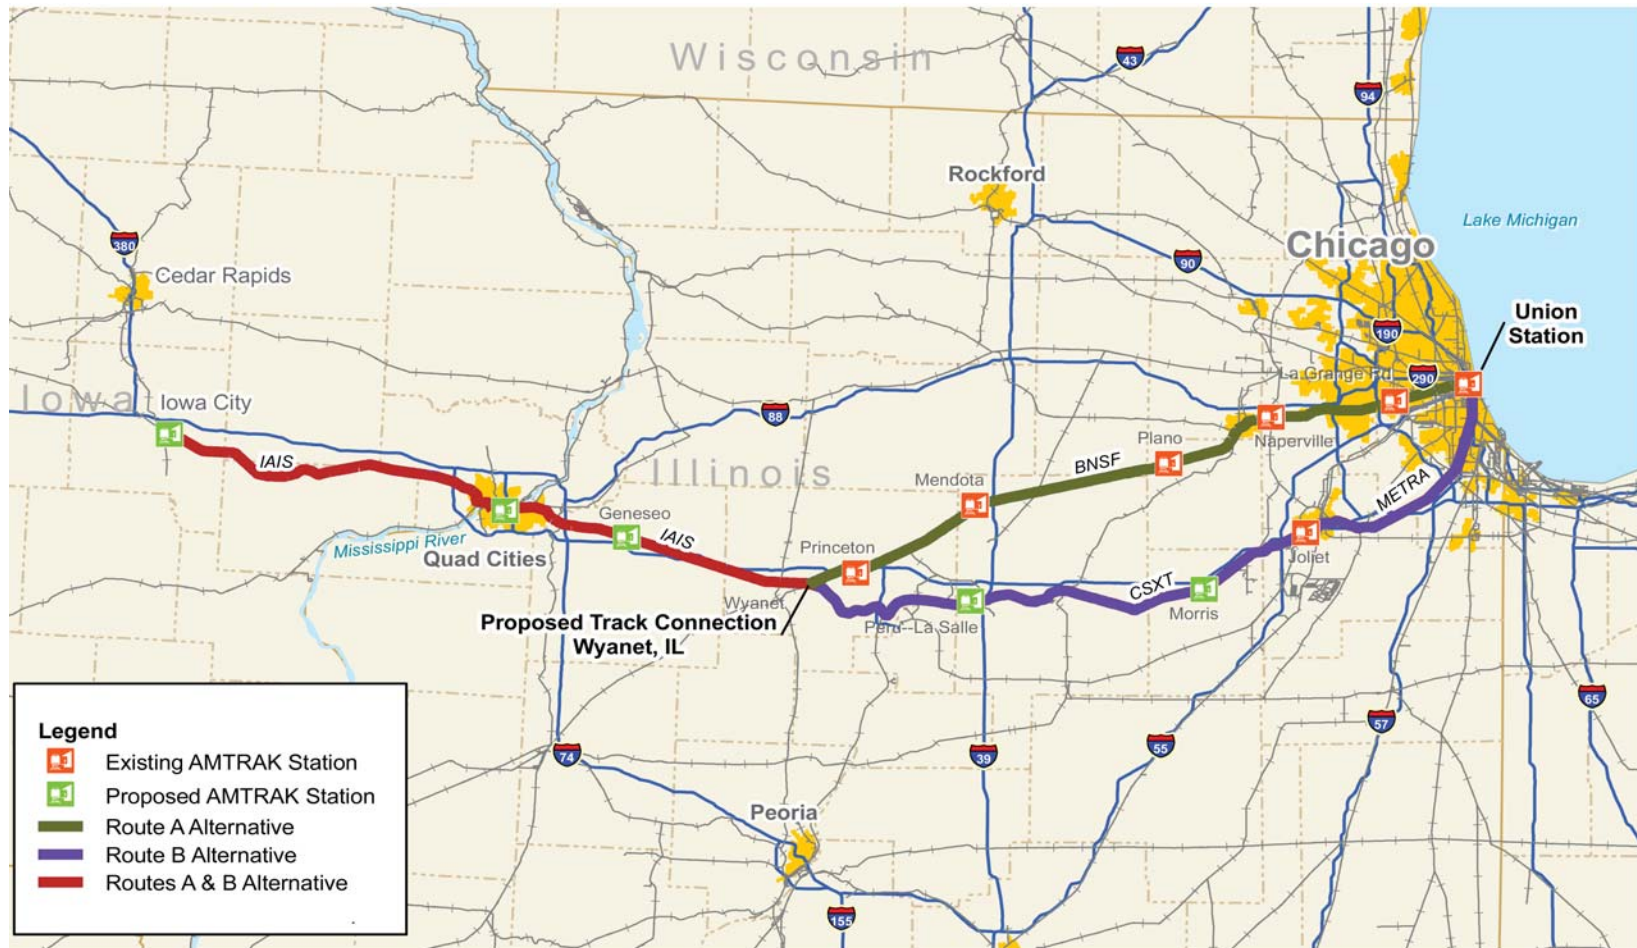 Wisconsin
43
94
Rockford
Lake Michigan
380
Cedar Rapids
Chicago
90
Union
Station
190
La Grange Rd
290
Iowa
Iowa City
88
Naperville
Plano
BNSF
IAIS
Illinois
Mendota
METRA
Geneseo
IAIS
Mississippi River
Quad Cities
Princeton
Joliet
CSXT
Morris
Wyanet
Peru--La Salle
Proposed Track Connection
Wyanet, IL
65
57
55
39
74
Peoria
155
Legend
Existing AMTRAK Station
Proposed AMTRAK Station
Route A Alternative
Route B Alternative
Routes A & B Alternative